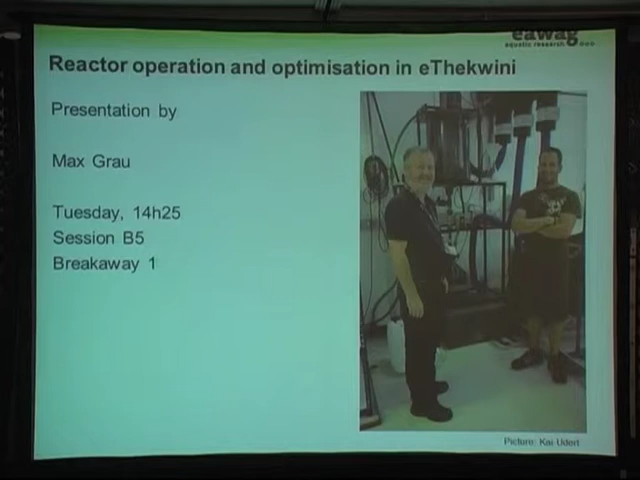 eawag
aquatic research
Reactor operation and optimisation in eThekwini
Presentation by
Max Grau
Tuesday, 14h25
Session B5
Breakaway 1
Picture: Kai Udert